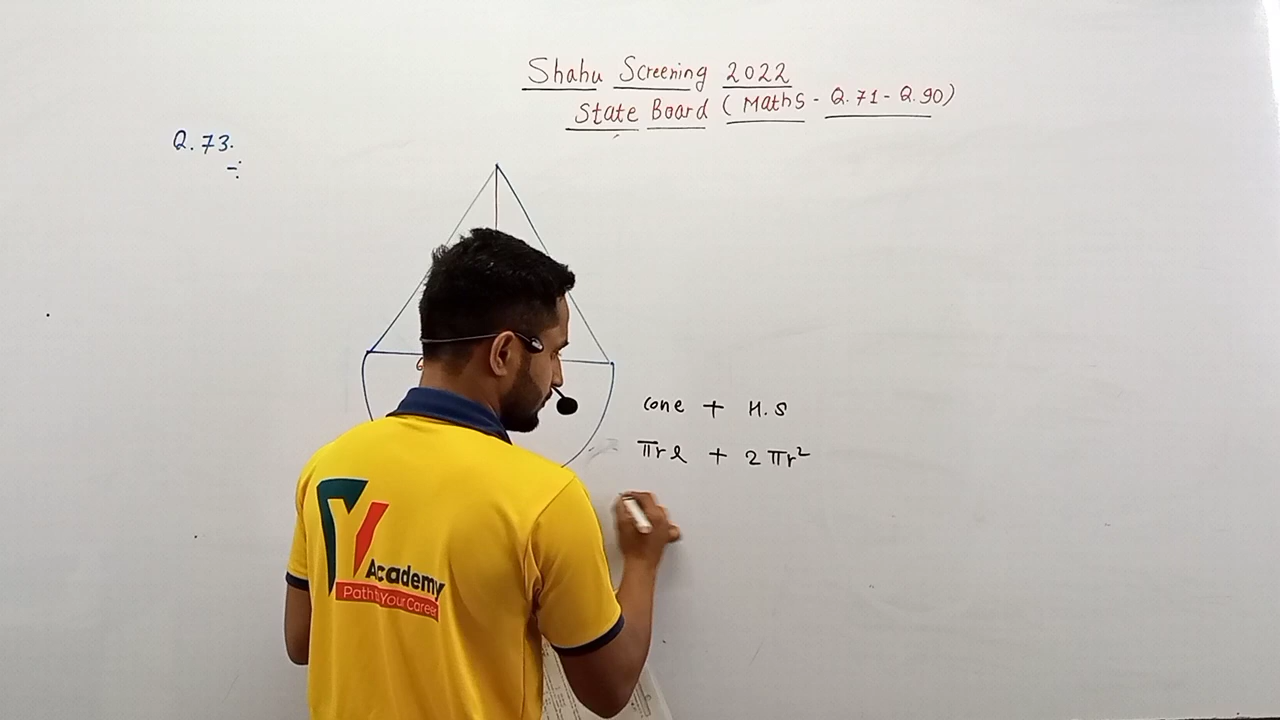 Shahu Screening 2022
State Board (Maths - Q.71 - Q.90)
Q. 73.
cone + H.S
πrl + 2πr²
Academy
Path to Your Career